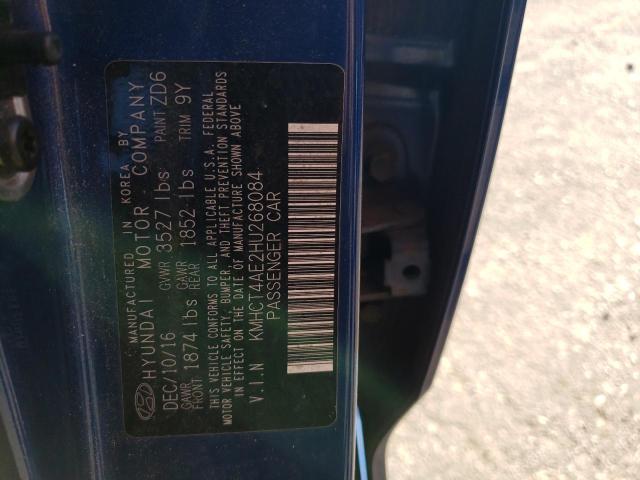 MANUFACTURED IN KOREA BY
HYUNDAI MOTOR COMPANY
DEC/10/16 GVWR 3527 lbs PAINT ZD6
GAWR FRONT 1874 lbs GAWR REAR 1852 lbs TRIM 9Y
THIS VEHICLE CONFORMS TO ALL APPLICABLE U.S.A. FEDERAL
MOTOR VEHICLE SAFETY, BUMPER, AND THEFT PREVENTION STANDARDS
IN EFFECT ON THE DATE OF MANUFACTURE SHOWN ABOVE
V.I.N KMHCT4AE2HU268084
PASSENGER CAR